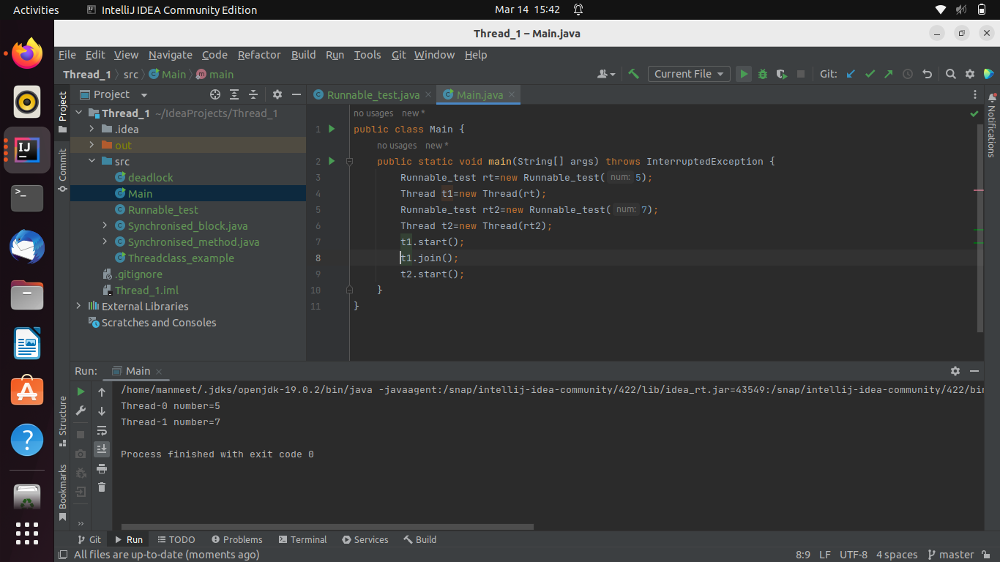 Activities IntelliJ IDEA Community Edition Mar 14 15:42
Thread_1 – Main.java
File Edit View Navigate Code Refactor Build Run Tools Git Window Help
Thread_1 src Main main Current File Git:
Project Runnable_test.java Main.java
Thread_1 ~/IdeaProjects/Thread_1
.idea
out
src
deadlock
Main
Runnable_test
Synchronised_block.java
Synchronised_method.java
Threadclass_example
.gitignore
Thread_1.iml
External Libraries
Scratches and Consoles
Project
Commit
Structure
Bookmarks
no usages new *
1 public class Main {
no usages new *
2 public static void main(String[] args) throws InterruptedException {
3 Runnable_test rt=new Runnable_test( num: 5);
4 Thread t1=new Thread(rt);
5 Runnable_test rt2=new Runnable_test( num: 7);
6 Thread t2=new Thread(rt2);
7 t1.start();
8 t1.join();
9 t2.start();
10 }
11 }
Notifications
Run: Main
/home/manmeet/.jdks/openjdk-19.0.2/bin/java -javaagent:/snap/intellij-idea-community/422/lib/idea_rt.jar=43549:/snap/intellij-idea-community/422/bin
Thread-0 number=5
Thread-1 number=7
Process finished with exit code 0
Git Run TODO Problems Terminal Services Build
All files are up-to-date (moments ago) 8:9 LF UTF-8 4 spaces master